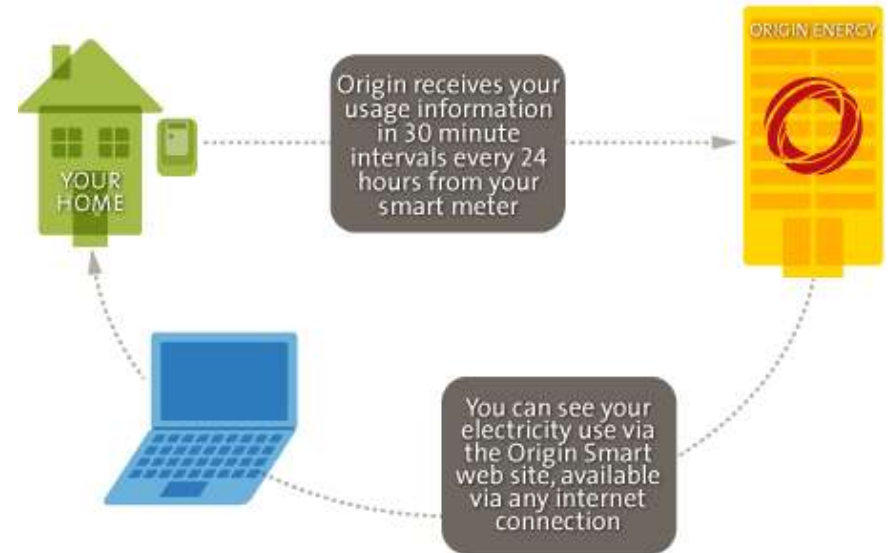 ORIGIN ENERGY
Origin receives your
usage information
in 30 minute
intervals every 24
hours from your
smart meter
YOUR
HOME
You can see your
electricity use via
the Origin Smart
web site, available
via any internet
connection